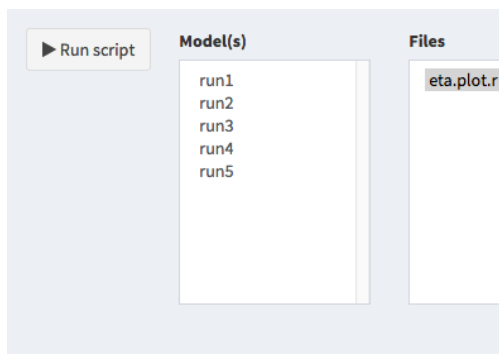 Run script
Model(s)
run1
run2
run3
run4
run5
Files
eta.plot.r